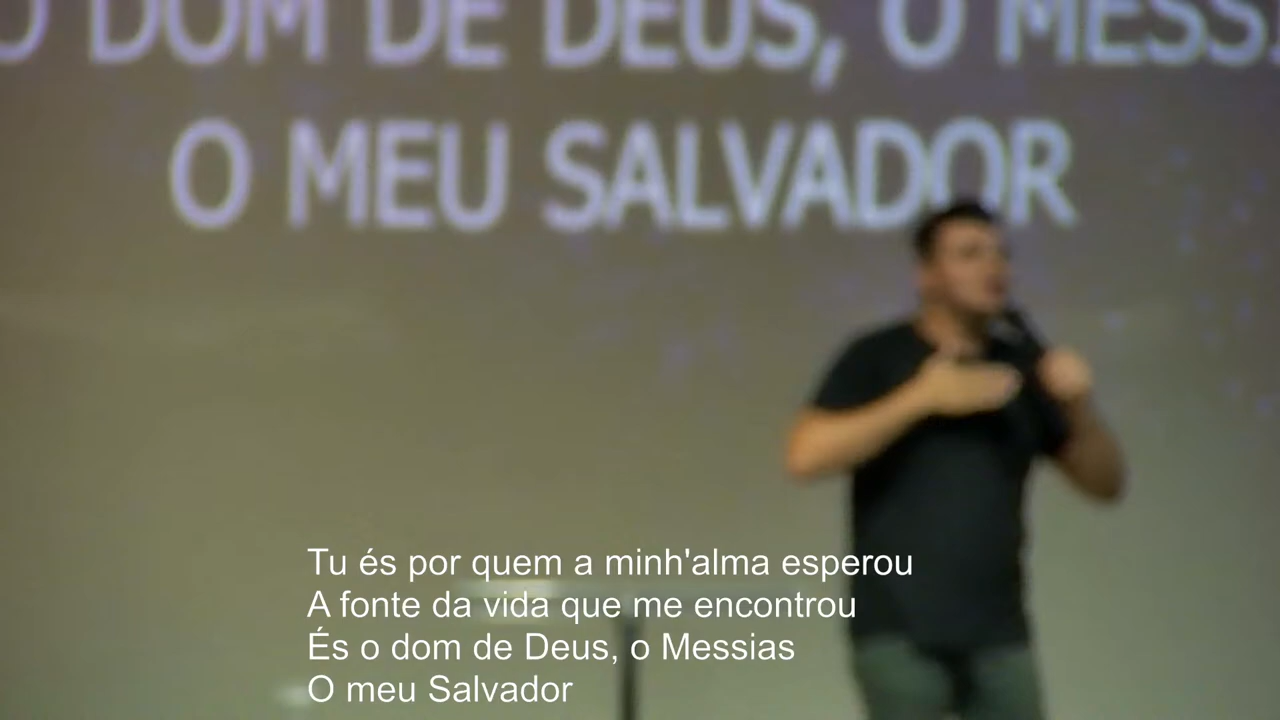 O DOM DE DEUS, O MESSI
O MEU SALVADOR
Tu és por quem a minh'alma esperou
A fonte da vida que me encontrou
És o dom de Deus, o Messias
O meu Salvador